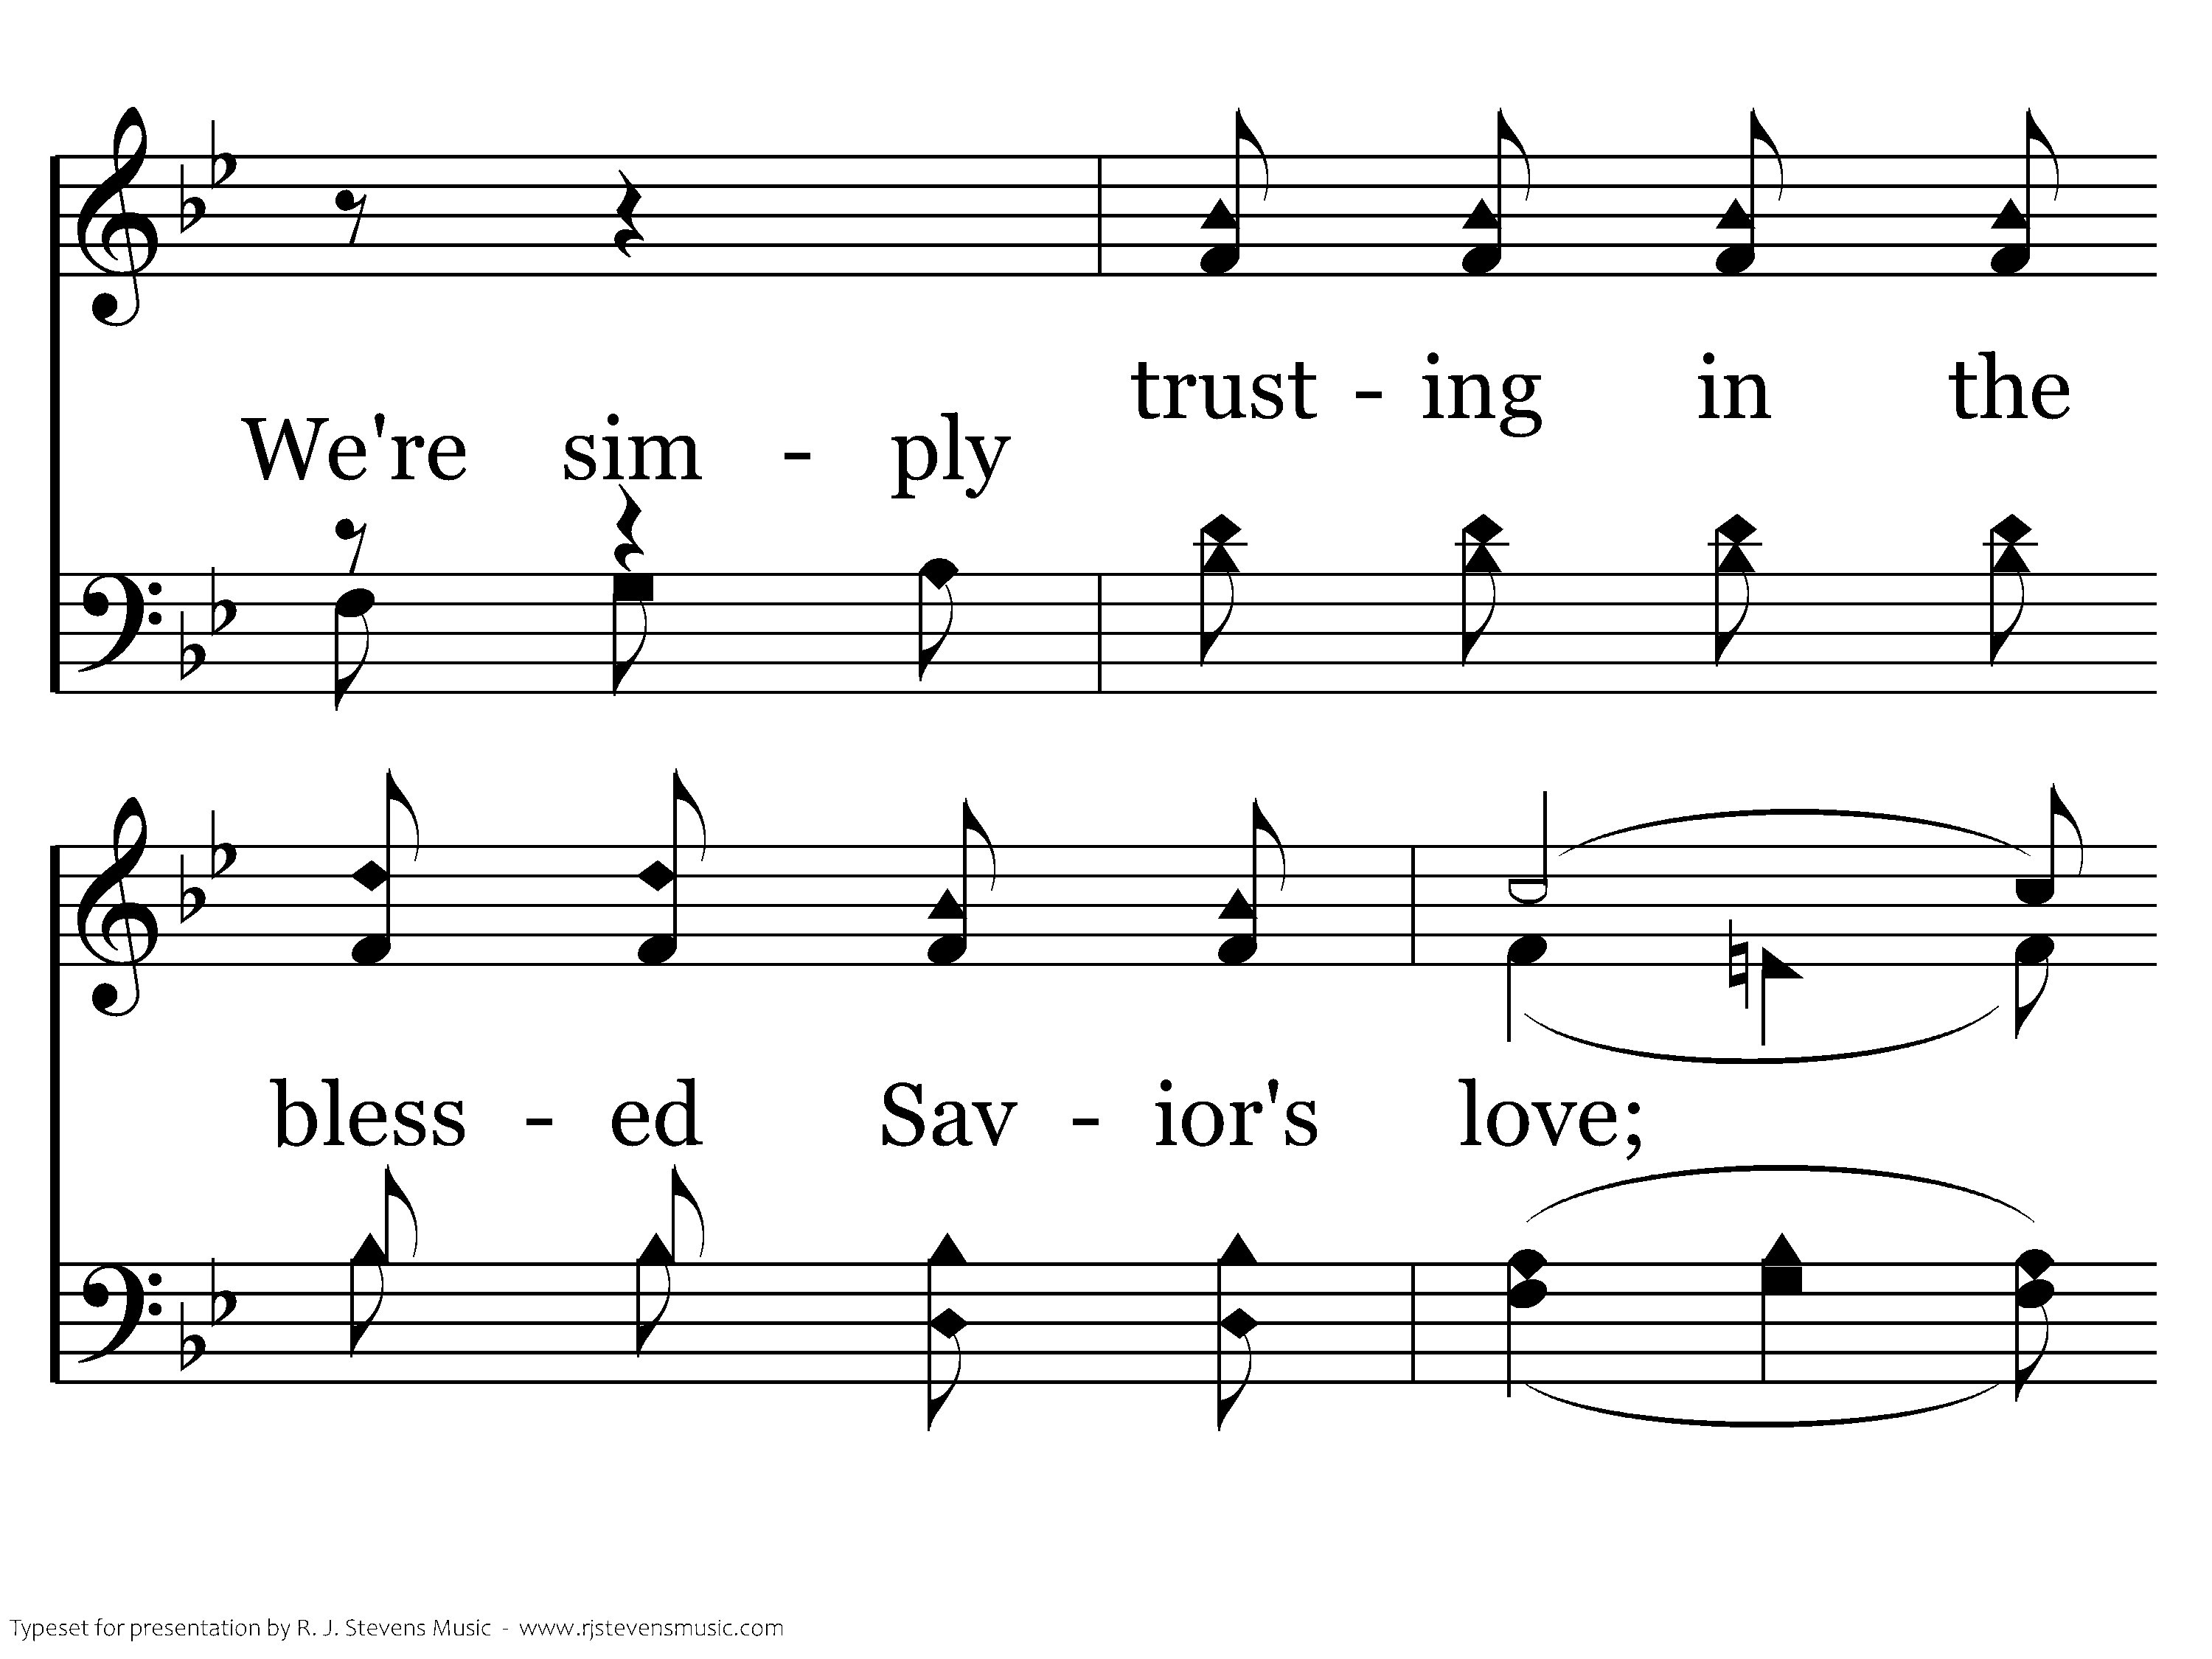 We're sim - ply trust - ing in the
bless - ed Sav - ior's love;
Typeset for presentation by R. J. Stevens Music - www.rjstevensmusic.com